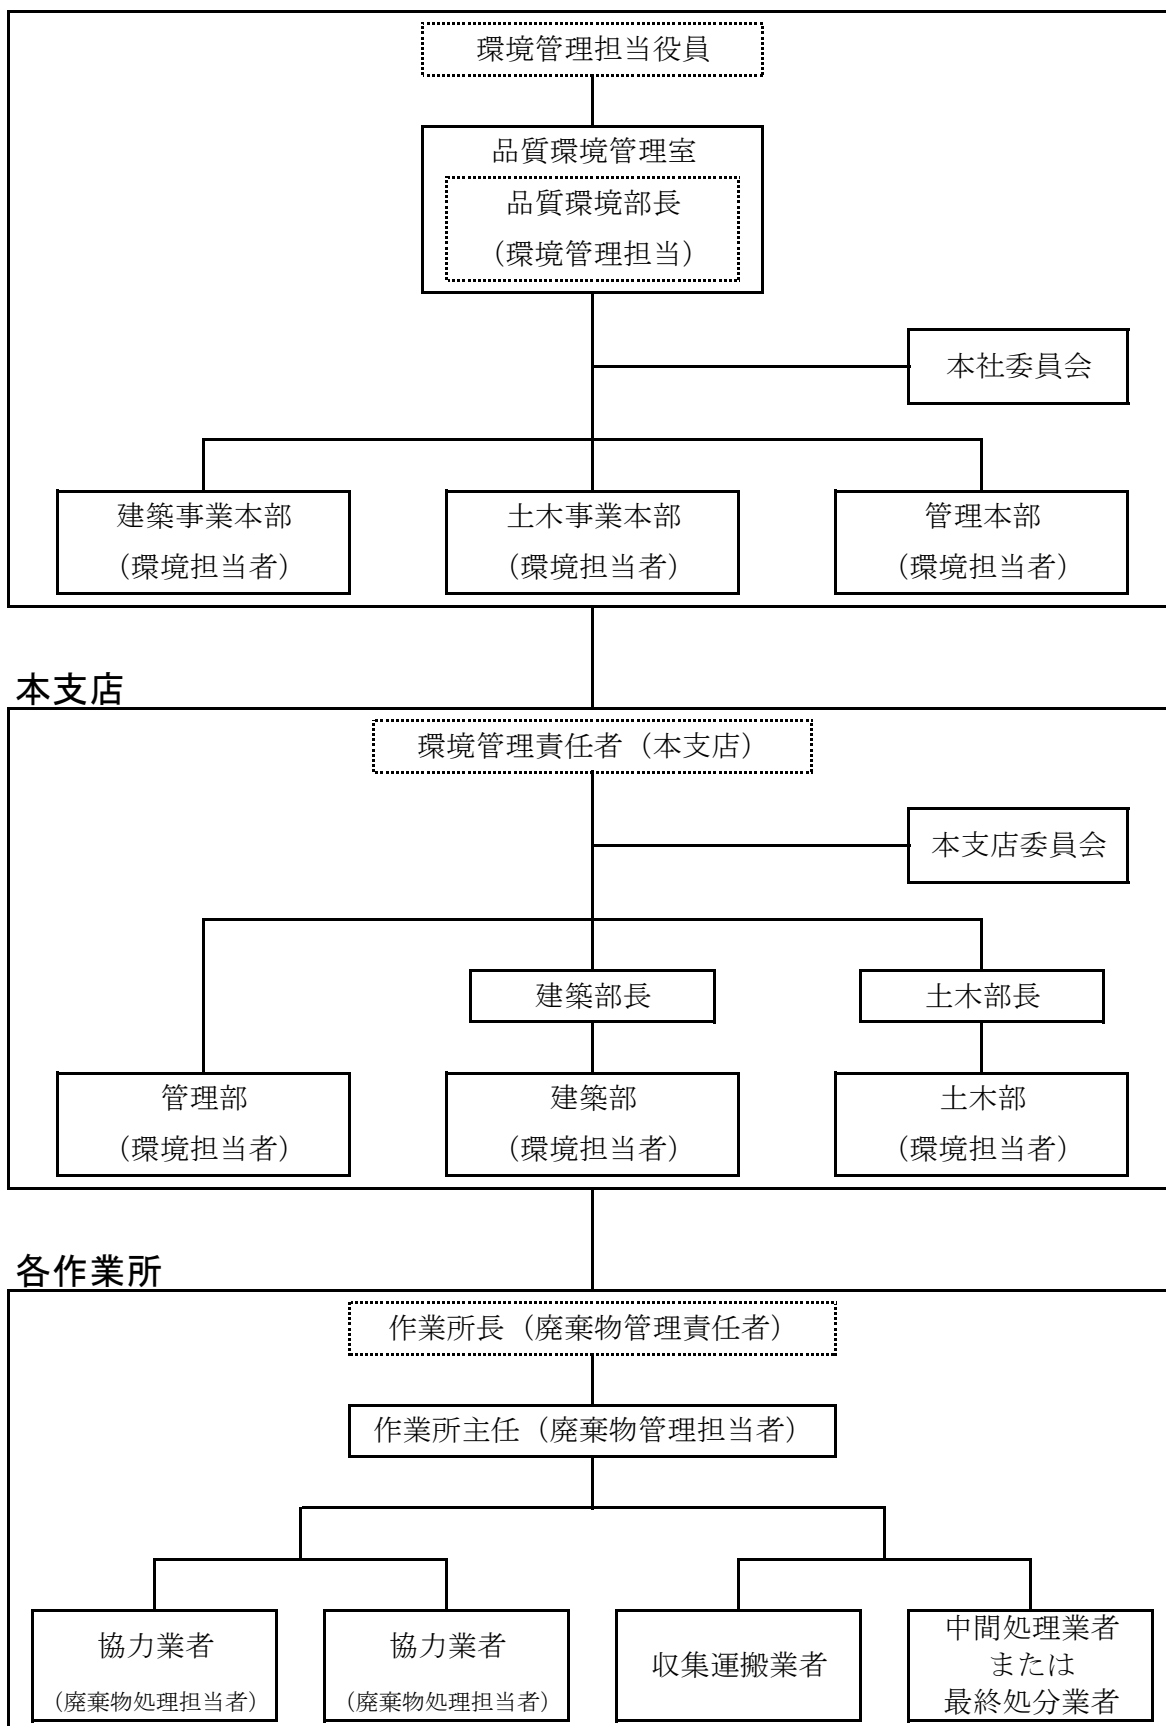 環境管理担当役員
品質環境管理室
品質環境部長
（環境管理担当）
本社委員会
建築事業本部
（環境担当者）
土木事業本部
（環境担当者）
管理本部
（環境担当者）
本支店
環境管理責任者（本支店）
本支店委員会
建築部長
土木部長
管理部
（環境担当者）
建築部
（環境担当者）
土木部
（環境担当者）
各作業所
作業所長（廃棄物管理責任者）
作業所主任（廃棄物管理担当者）
協力業者
（廃棄物処理担当者）
協力業者
（廃棄物処理担当者）
収集運搬業者
中間処理業者
または
最終処分業者